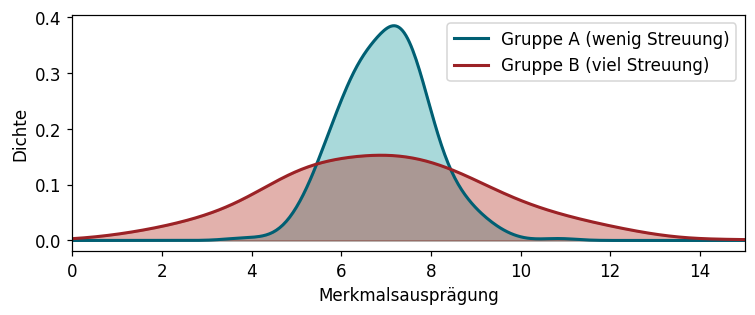 0.4
0.3
0.2
0.1
0.0
Dichte
Gruppe A (wenig Streuung)
Gruppe B (viel Streuung)
0 2 4 6 8 10 12 14
Merkmalsausprägung